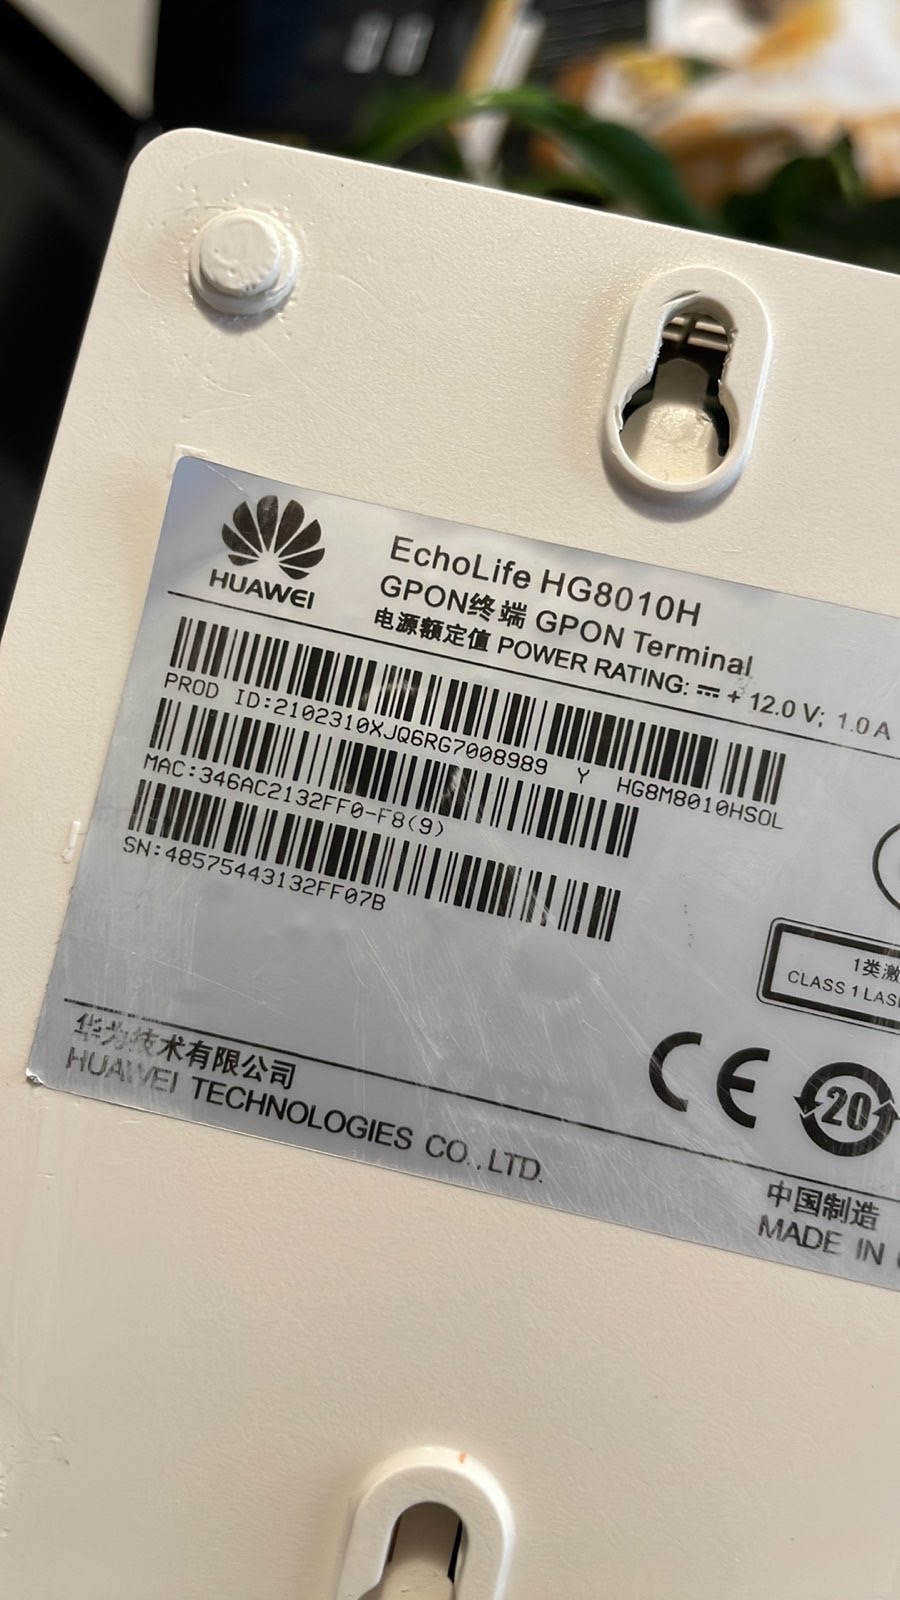 HUAWEI
EchoLife HG8010H
GPON终端 GPON Terminal
电源额定值 POWER RATING: ⎓ + 12.0 V; 1.0 A
PROD ID:2102310XJQ6RG7008989 Y HG8M8010HSOL
MAC:346AC2132FF0-F8(9)
SN:48575443132FF07B
1类激
CLASS 1 LAS
CE
20
华为技术有限公司
HUAWEI TECHNOLOGIES CO.,LTD.
中国制造
MADE IN